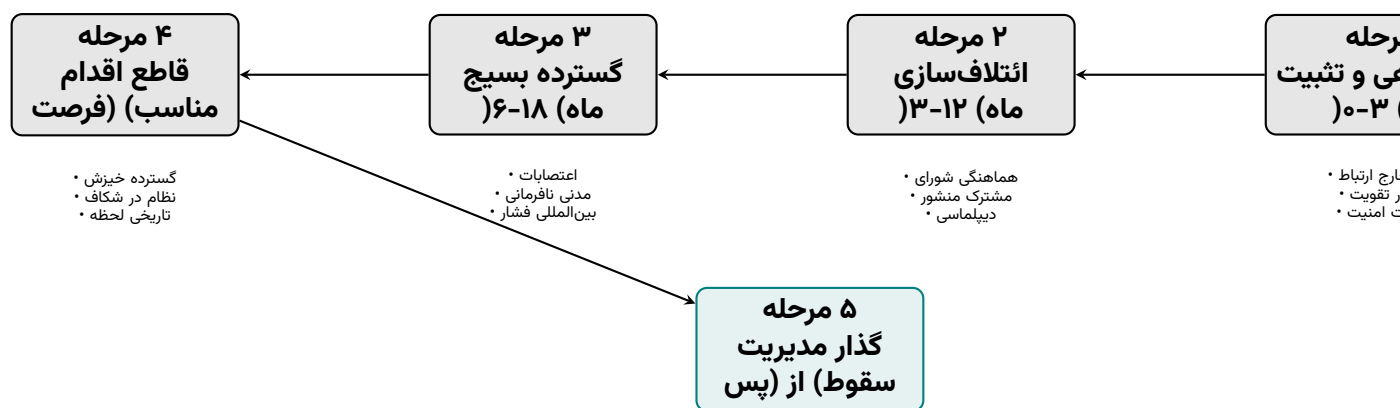 و تثبیت
۳-۰(
ارتباط •
تقویت •
امنیت •
۲ مرحله
ائتلاف‌سازی
ماه) ۱۲-۳(
هماهنگی شورای •
مشترک منشور •
دیپلماسی •
۳ مرحله
گسترده بسیج
ماه) ۱۸-۶(
اعتصابات •
مدنی نافرمانی •
بین‌المللی فشار •
۴ مرحله
قاطع اقدام
مناسب) (فرصت
گسترده خیزش •
نظام در شکاف •
تاریخی لحظه •
۵ مرحله
گذار مدیریت
سقوط) از (پس